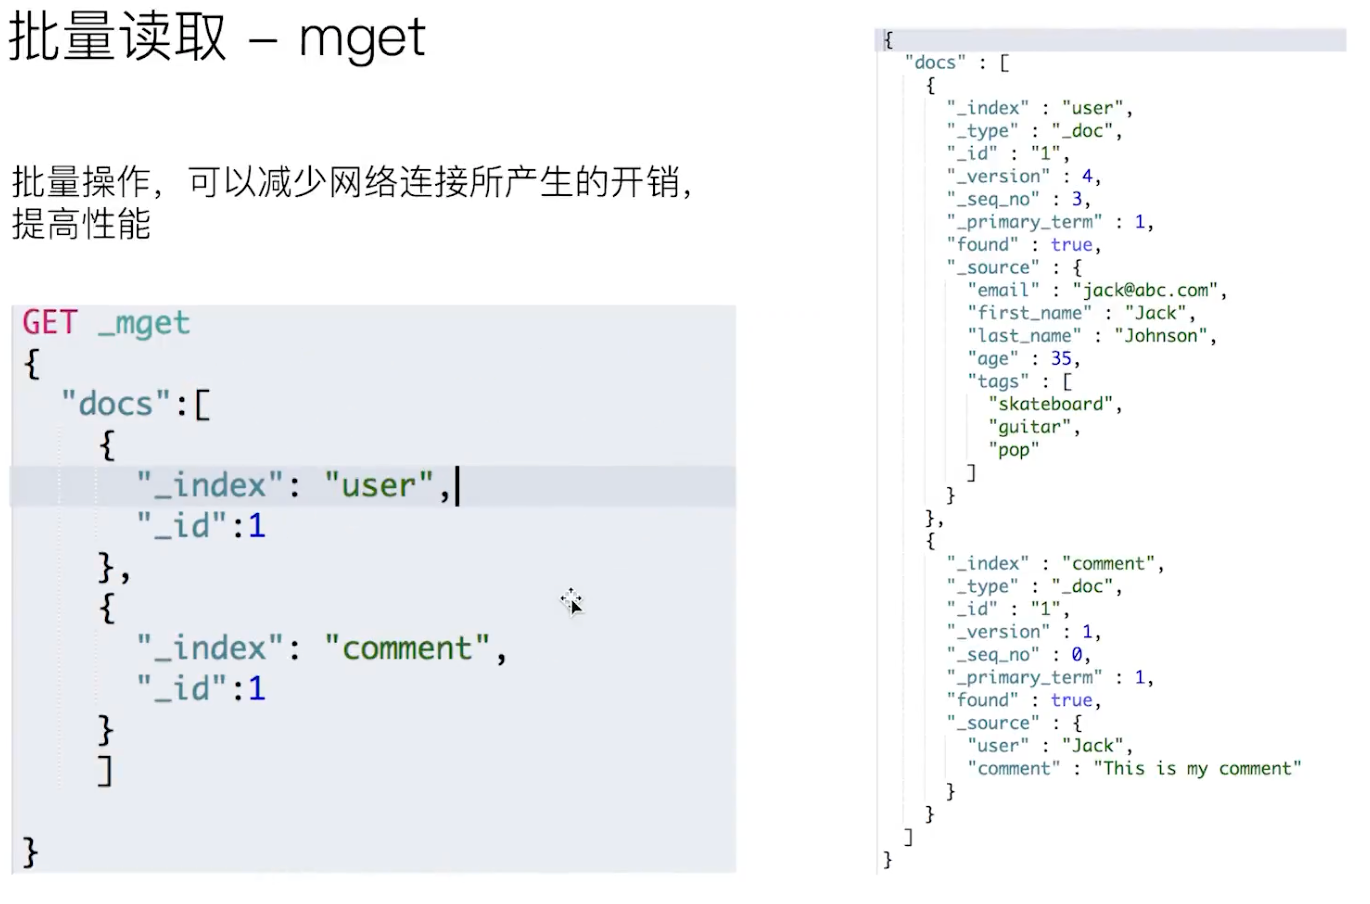 批量读取 – mget
批量操作，可以减少网络连接所产生的开销，
提高性能
GET _mget
{
  "docs":[
    {
      "_index": "user",
      "_id":1
    },
    {
      "_index": "comment",
      "_id":1
    }
    ]

}
{
  "docs" : [
    {
      "_index" : "user",
      "_type" : "_doc",
      "_id" : "1",
      "_version" : 4,
      "_seq_no" : 3,
      "_primary_term" : 1,
      "found" : true,
      "_source" : {
        "email" : "jack@abc.com",
        "first_name" : "Jack",
        "last_name" : "Johnson",
        "age" : 35,
        "tags" : [
          "skateboard",
          "guitar",
          "pop"
        ]
      }
    },
    {
      "_index" : "comment",
      "_type" : "_doc",
      "_id" : "1",
      "_version" : 1,
      "_seq_no" : 0,
      "_primary_term" : 1,
      "found" : true,
      "_source" : {
        "user" : "Jack",
        "comment" : "This is my comment"
      }
    }
  ]
}